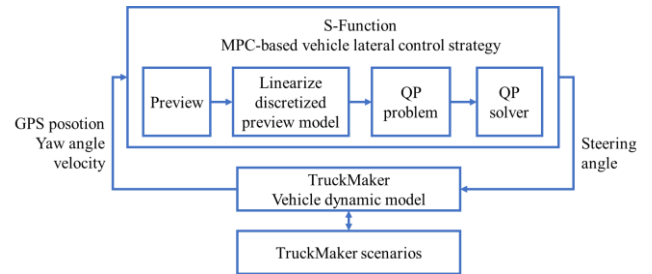 S-Function
MPC-based vehicle lateral control strategy
Preview
Linearize
discretized
preview model
QP
problem
QP
solver
GPS posotion
Yaw angle
velocity
Steering
angle
TruckMaker
Vehicle dynamic model
TruckMaker scenarios